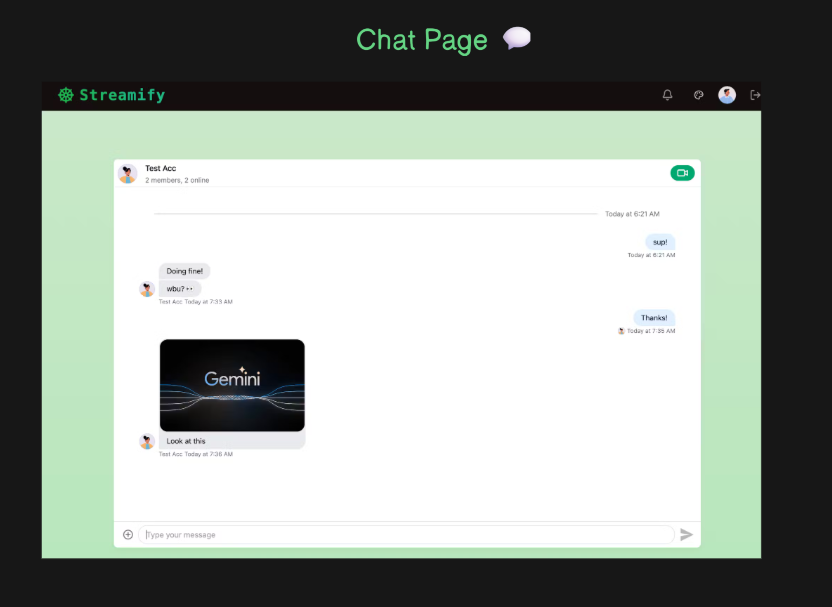 Chat Page
Streamify
Test Acc
2 members, 2 online
Today at 6:21 AM
sup!
Today at 6:21 AM
Doing fine!
wbu? 👀
Test Acc Today at 7:33 AM
Thanks!
Today at 7:36 AM
Gemini
Look at this
Test Acc Today at 7:36 AM
Type your message